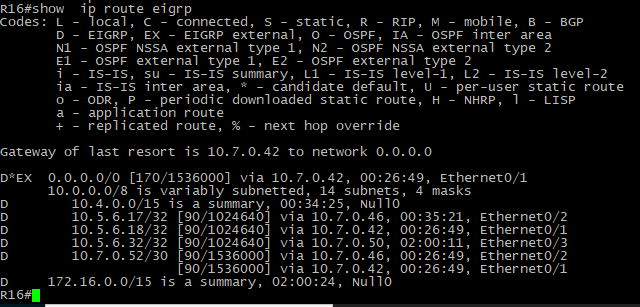 R16#show  ip route eigrp
Codes: L - local, C - connected, S - static, R - RIP, M - mobile, B - BGP
       D - EIGRP, EX - EIGRP external, O - OSPF, IA - OSPF inter area
       N1 - OSPF NSSA external type 1, N2 - OSPF NSSA external type 2
       E1 - OSPF external type 1, E2 - OSPF external type 2
       i - IS-IS, su - IS-IS summary, L1 - IS-IS level-1, L2 - IS-IS level-2
       ia - IS-IS inter area, * - candidate default, U - per-user static route
       o - ODR, P - periodic downloaded static route, H - NHRP, l - LISP
       a - application route
       + - replicated route, % - next hop override
Gateway of last resort is 10.7.0.42 to network 0.0.0.0
D*EX  0.0.0.0/0 [170/1536000] via 10.7.0.42, 00:26:49, Ethernet0/1
      10.0.0.0/8 is variably subnetted, 14 subnets, 4 masks
D        10.4.0.0/15 is a summary, 00:34:25, Null0
D        10.5.6.17/32 [90/1024640] via 10.7.0.46, 00:35:21, Ethernet0/2
D        10.5.6.18/32 [90/1024640] via 10.7.0.42, 00:26:49, Ethernet0/1
D        10.5.6.32/32 [90/1024640] via 10.7.0.50, 02:00:11, Ethernet0/3
D        10.7.0.52/30 [90/1536000] via 10.7.0.46, 00:26:49, Ethernet0/2
                      [90/1536000] via 10.7.0.42, 00:26:49, Ethernet0/1
D     172.16.0.0/15 is a summary, 02:00:24, Null0
R16#